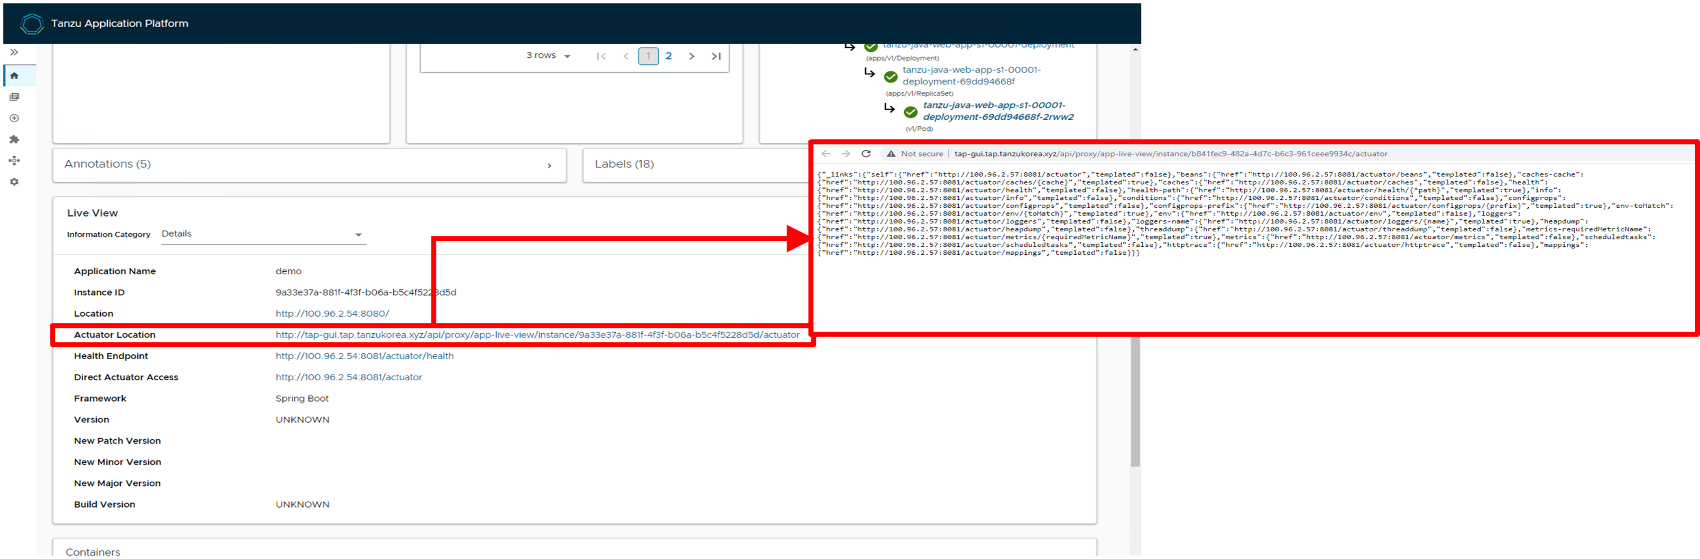 Tanzu Application Platform
3 rows
1
2
tanzu-java-web-app-s1-00001-deployment
(apps/v1/Deployment)
tanzu-java-web-app-s1-00001-
deployment-69dd94668f
(apps/v1/ReplicaSet)
tanzu-java-web-app-s1-00001-
deployment-69dd94668f-2rww2
(v1/Pod)
Annotations (5)
Labels (18)
Live View
Information Category Details
Application Name demo
Instance ID 9a33e37a-881f-4f3f-b06a-b5c4f5228d5d
Location http://100.96.2.54:8080/
Actuator Location http://tap-gui.tap.tanzukorea.xyz/api/proxy/app-live-view/instance/9a33e37a-881f-4f3f-b06a-b5c4f5228d5d/actuator
Health Endpoint http://100.96.2.54:8081/actuator/health
Direct Actuator Access http://100.96.2.54:8081/actuator
Framework Spring Boot
Version UNKNOWN
New Patch Version
New Minor Version
New Major Version
Build Version UNKNOWN
Containers
Not secure | tap-gui.tap.tanzukorea.xyz/api/proxy/app-live-view/instance/b841fec9-482a-4d7c-b6c3-961ceee9934c/actuator
{"_links":{"self":{"href":"http://100.96.2.57:8081/actuator","templated":false},"beans":{"href":"http://100.96.2.57:8081/actuator/beans","templated":false},"caches-cache":
{"href":"http://100.96.2.57:8081/actuator/caches/{cache}","templated":true},"caches":{"href":"http://100.96.2.57:8081/actuator/caches","templated":false},"health":
{"href":"http://100.96.2.57:8081/actuator/health","templated":false},"health-path":{"href":"http://100.96.2.57:8081/actuator/health/{*path}","templated":true},"info":
{"href":"http://100.96.2.57:8081/actuator/info","templated":false},"conditions":{"href":"http://100.96.2.57:8081/actuator/conditions","templated":false},"configprops":
{"href":"http://100.96.2.57:8081/actuator/configprops","templated":false},"configprops-prefix":{"href":"http://100.96.2.57:8081/actuator/configprops/{prefix}","templated":true},"env-toMatch":
{"href":"http://100.96.2.57:8081/actuator/env/{toMatch}","templated":true},"env":{"href":"http://100.96.2.57:8081/actuator/env","templated":false},"loggers":
{"href":"http://100.96.2.57:8081/actuator/loggers","templated":false},"loggers-name":{"href":"http://100.96.2.57:8081/actuator/loggers/{name}","templated":true},"heapdump":
{"href":"http://100.96.2.57:8081/actuator/heapdump","templated":false},"threaddump":{"href":"http://100.96.2.57:8081/actuator/threaddump","templated":false},"metrics-requiredMetricName":
{"href":"http://100.96.2.57:8081/actuator/metrics/{requiredMetricName}","templated":true},"metrics":{"href":"http://100.96.2.57:8081/actuator/metrics","templated":false},"scheduledtasks":
{"href":"http://100.96.2.57:8081/actuator/scheduledtasks","templated":false},"httptrace":{"href":"http://100.96.2.57:8081/actuator/httptrace","templated":false},"mappings":
{"href":"http://100.96.2.57:8081/actuator/mappings","templated":false}}}